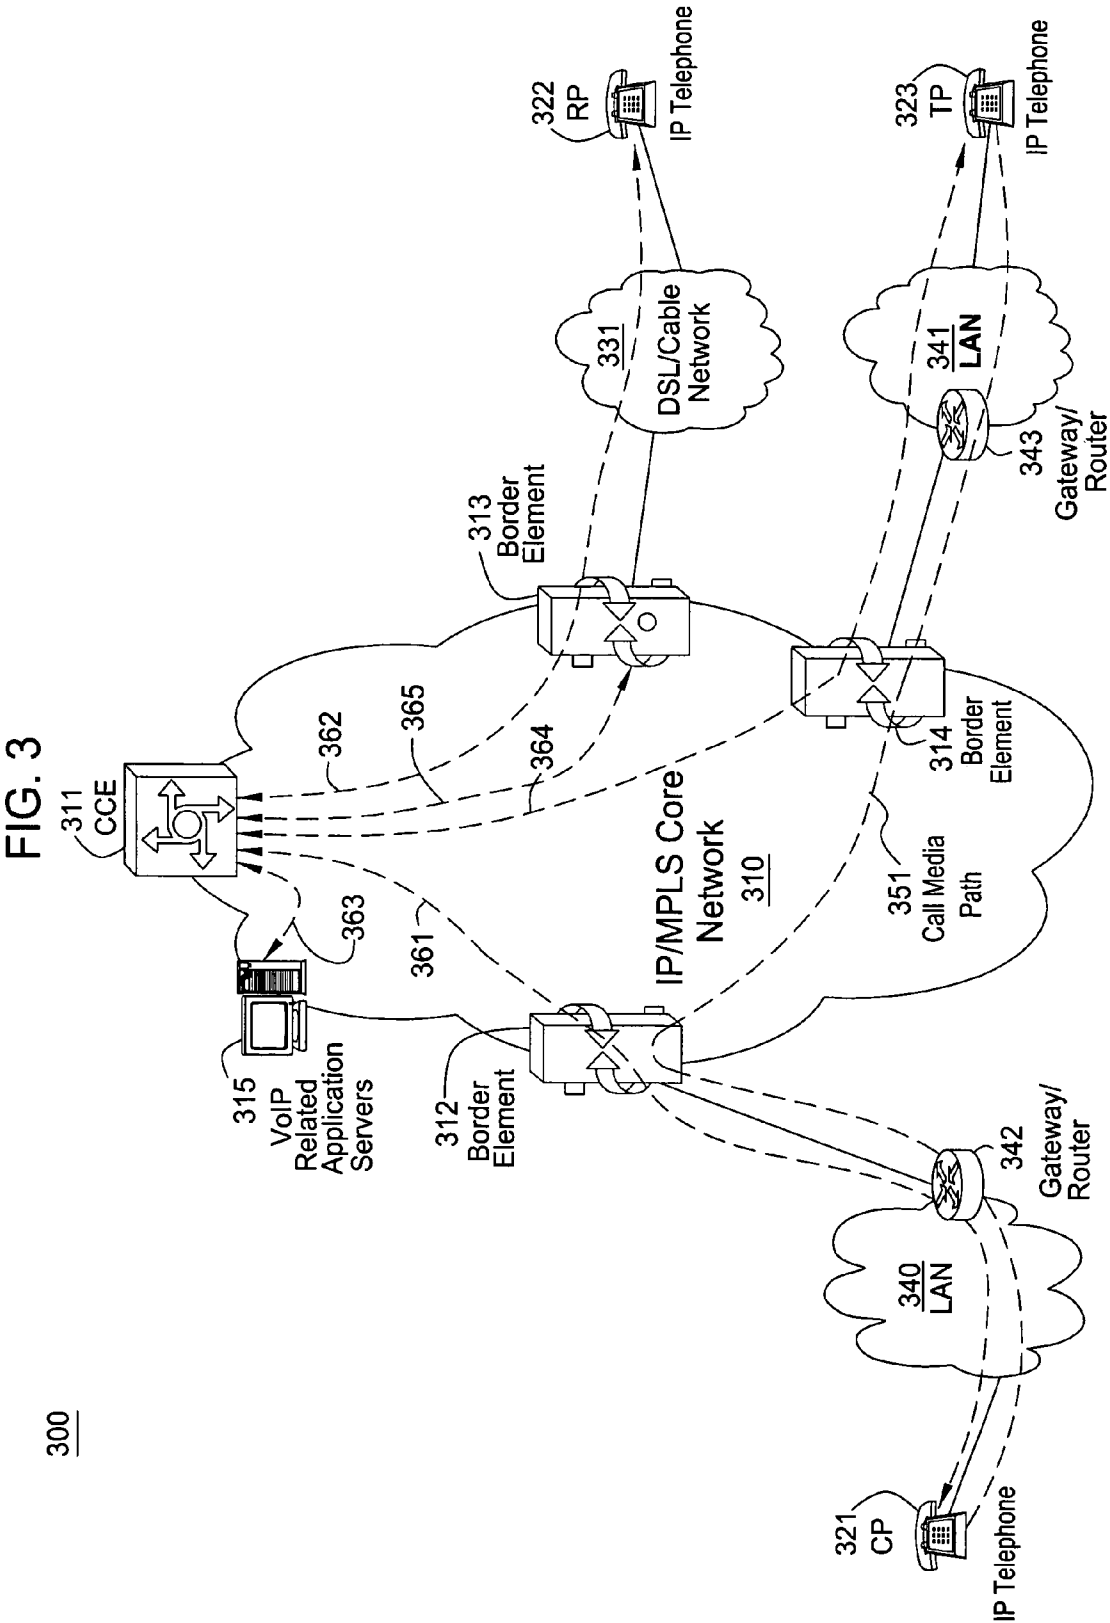 FIG. 3
300
311
CCE
315
VoIP
Related
Application
Servers
363
361
362
365
364
312
Border
Element
313
Border
Element
314
Border
Element
IP/MPLS Core
Network
310
351
Call Media
Path
331
DSL/Cable
Network
322
RP
IP Telephone
341
LAN
323
TP
IP Telephone
343
Gateway/
Router
342
Gateway/
Router
340
LAN
321
CP
IP Telephone